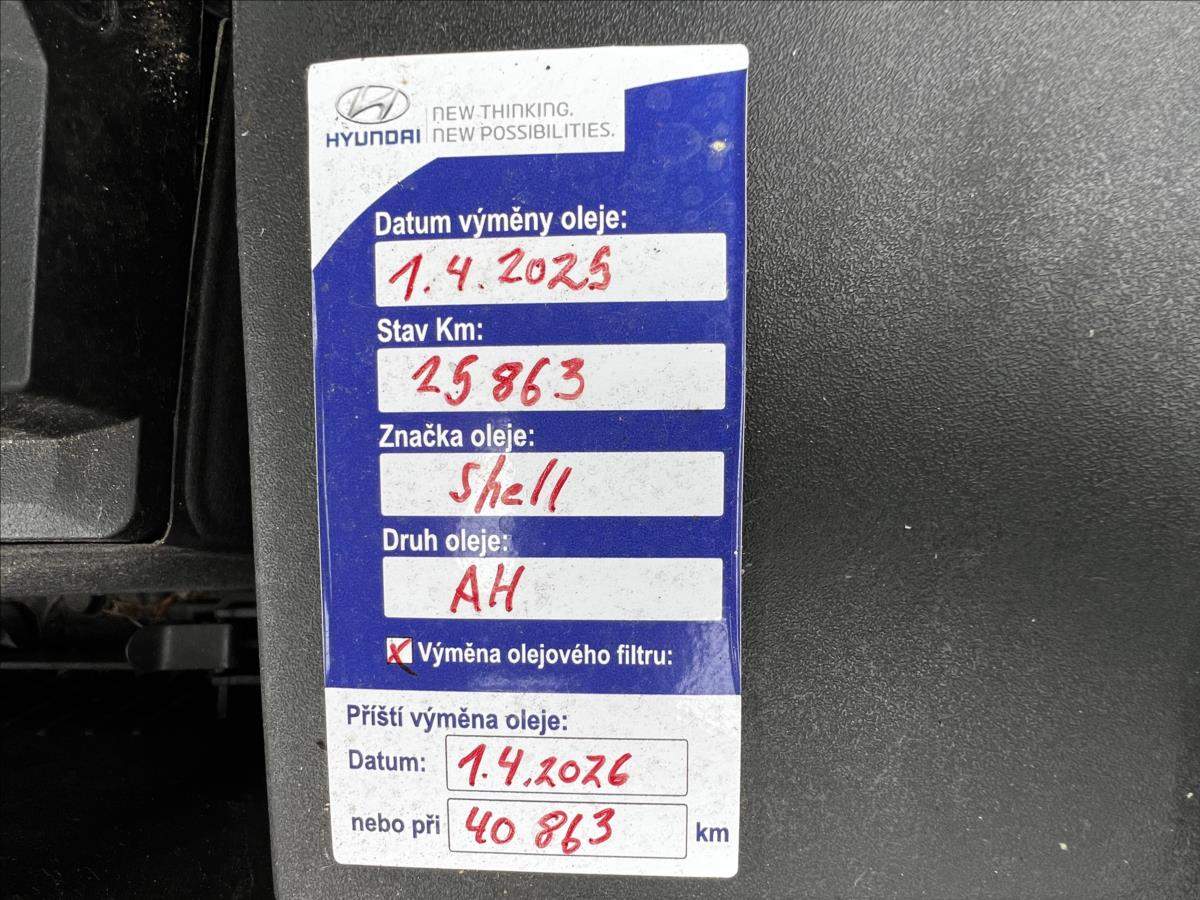 HYUNDAI
NEW THINKING.
NEW POSSIBILITIES.
Datum výměny oleje:
1.4.2025
Stav Km:
25 863
Značka oleje:
Shell
Druh oleje:
AH
X Výměna olejového filtru:
Příští výměna oleje:
Datum: 1.4.2026
nebo při 40 863 km